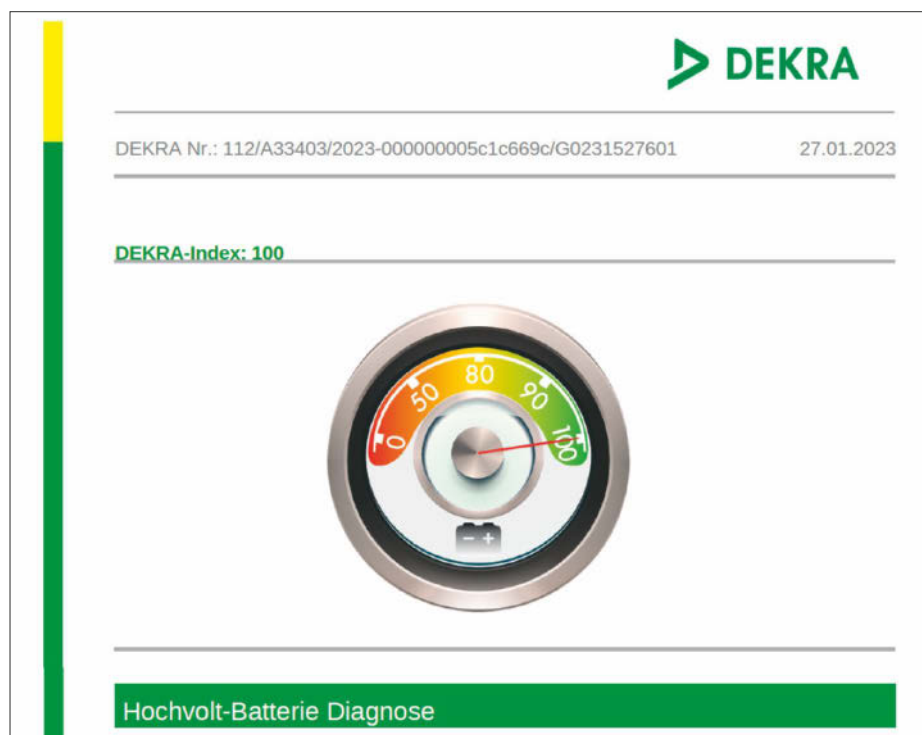 DEKRA
DEKRA Nr.: 112/A33403/2023-000000005c1c669c/G0231527601 27.01.2023
DEKRA-Index: 100
0 50 80 90 100
- +
Hochvolt-Batterie Diagnose